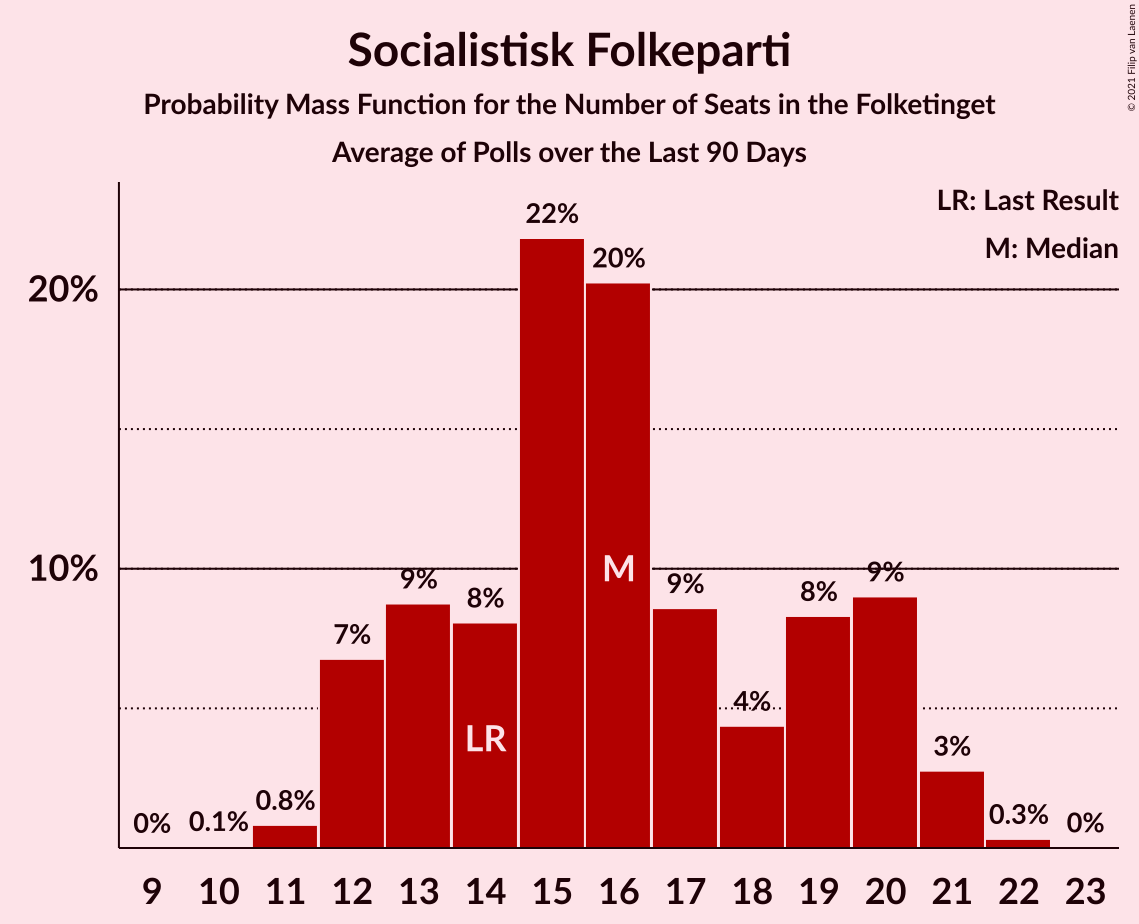 Socialistisk Folkeparti
Probability Mass Function for the Number of Seats in the Folketinget
Average of Polls over the Last 90 Days
© 2021 Filip van Laenen
LR: Last Result
M: Median
22%
20%
20%
10%
M
9%
9%
9%
8%
8%
7%
4%
LR
3%
0.8%
0.3%
0%
0.1%
0%
9 10 11 12 13 14 15 16 17 18 19 20 21 22 23